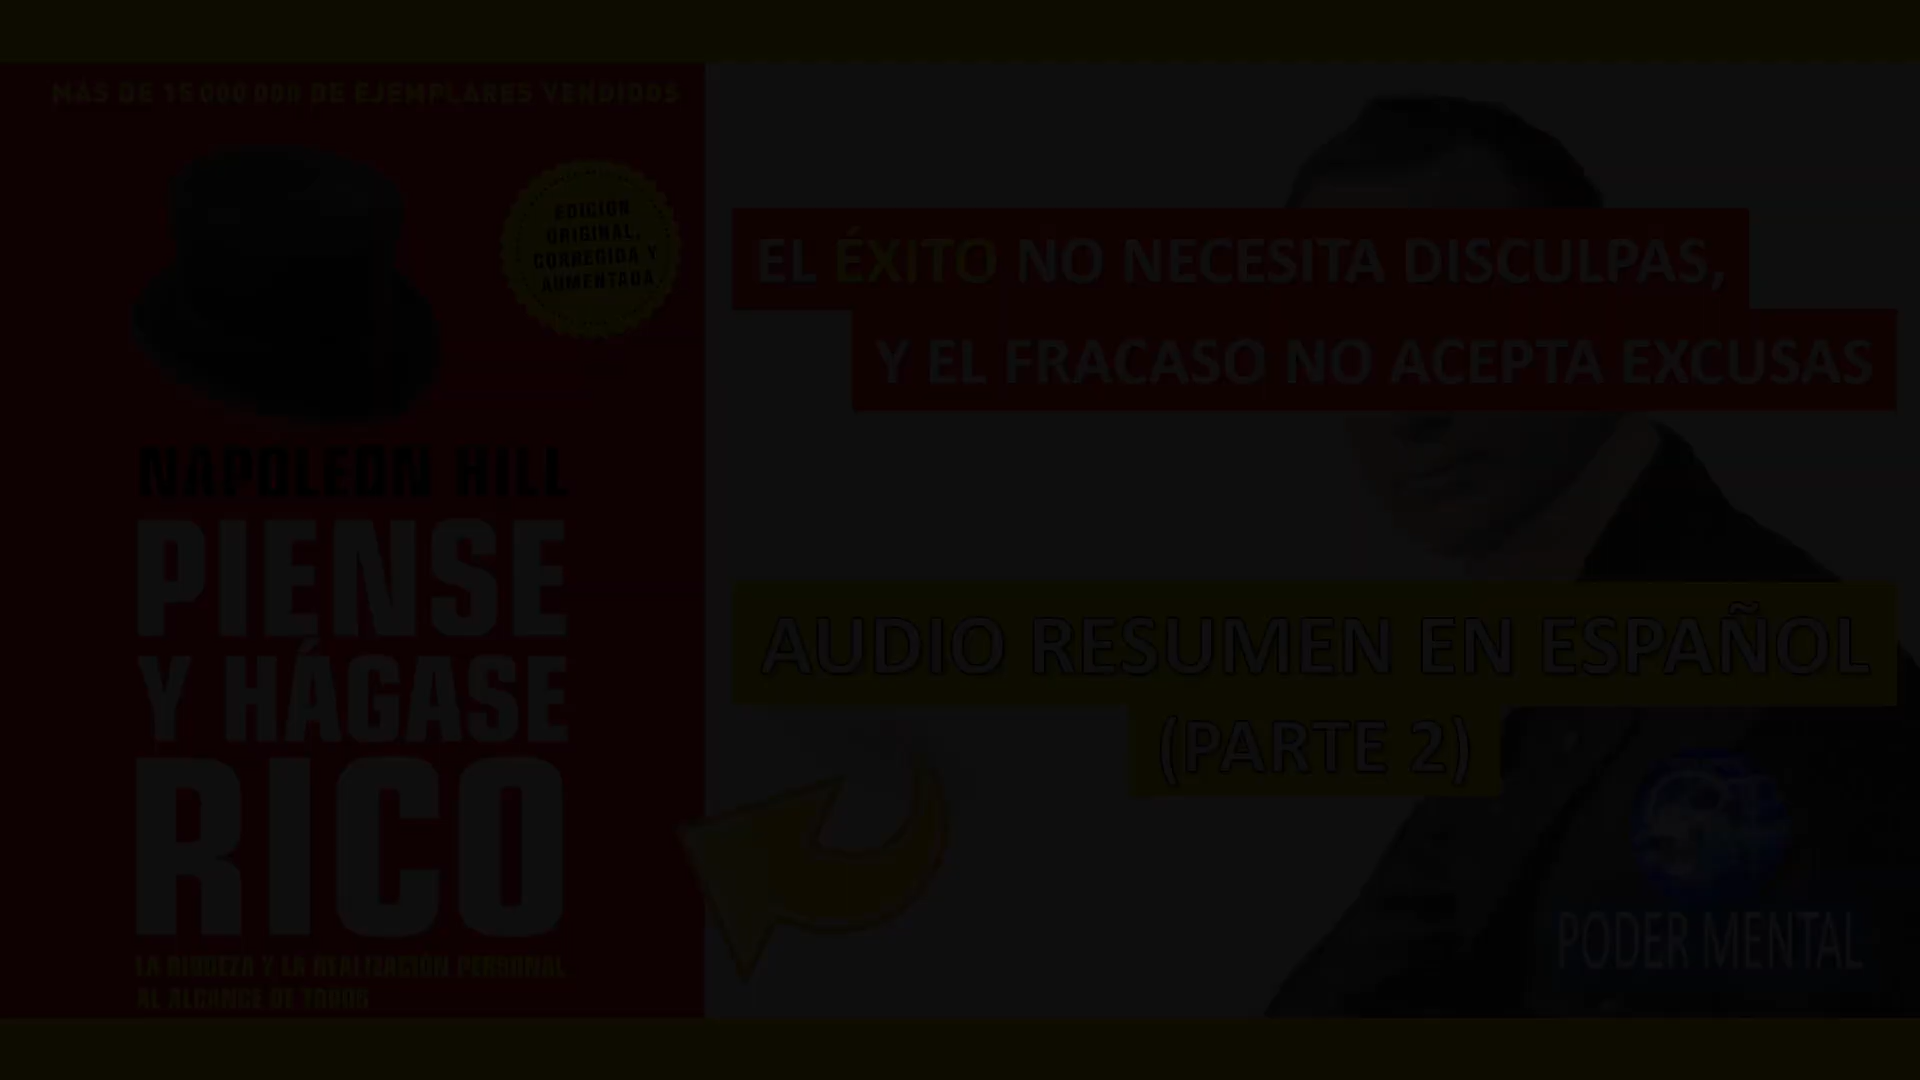 MÁS DE 15 000 000 DE EJEMPLARES VENDIDOS
EDICIÓN
ORIGINAL,
CORREGIDA Y
AUMENTADA
NAPOLEON HILL
PIENSE
Y HÁGASE
RICO
LA RIQUEZA Y LA REALIZACIÓN PERSONAL
AL ALCANCE DE TODOS
EL ÉXITO NO NECESITA DISCULPAS,
Y EL FRACASO NO ACEPTA EXCUSAS
AUDIO RESUMEN EN ESPAÑOL
(PARTE 2)
PODER MENTAL